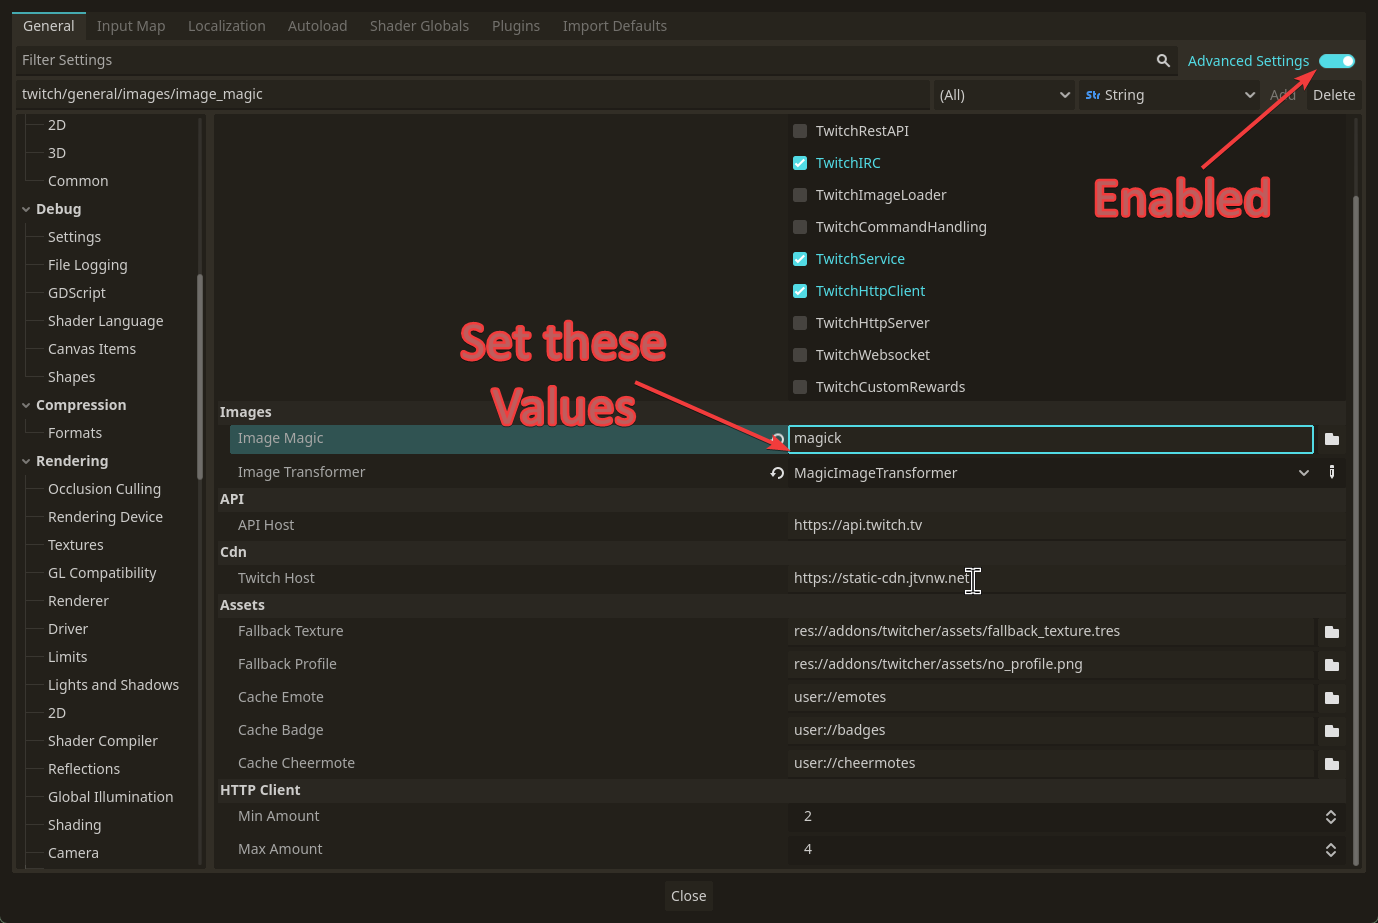 General Input Map Localization Autoload Shader Globals Plugins Import Defaults
Filter Settings Advanced Settings
twitch/general/images/image_magic (All) Str String Add Delete
2D
3D
Common
Debug
Settings
File Logging
GDScript
Shader Language
Canvas Items
Shapes
Compression
Formats
Rendering
Occlusion Culling
Rendering Device
Textures
GL Compatibility
Renderer
Driver
Limits
Lights and Shadows
2D
Shader Compiler
Reflections
Global Illumination
Shading
Camera
TwitchRestAPI
TwitchIRC
TwitchImageLoader
TwitchCommandHandling
TwitchService
TwitchHttpClient
TwitchHttpServer
TwitchWebsocket
TwitchCustomRewards
Enabled
Set these
Values
Images
Image Magic magick
Image Transformer MagicImageTransformer
API
API Host https://api.twitch.tv
Cdn
Twitch Host https://static-cdn.jtvnw.net
Assets
Fallback Texture res://addons/twitcher/assets/fallback_texture.tres
Fallback Profile res://addons/twitcher/assets/no_profile.png
Cache Emote user://emotes
Cache Badge user://badges
Cache Cheermote user://cheermotes
HTTP Client
Min Amount 2
Max Amount 4
Close